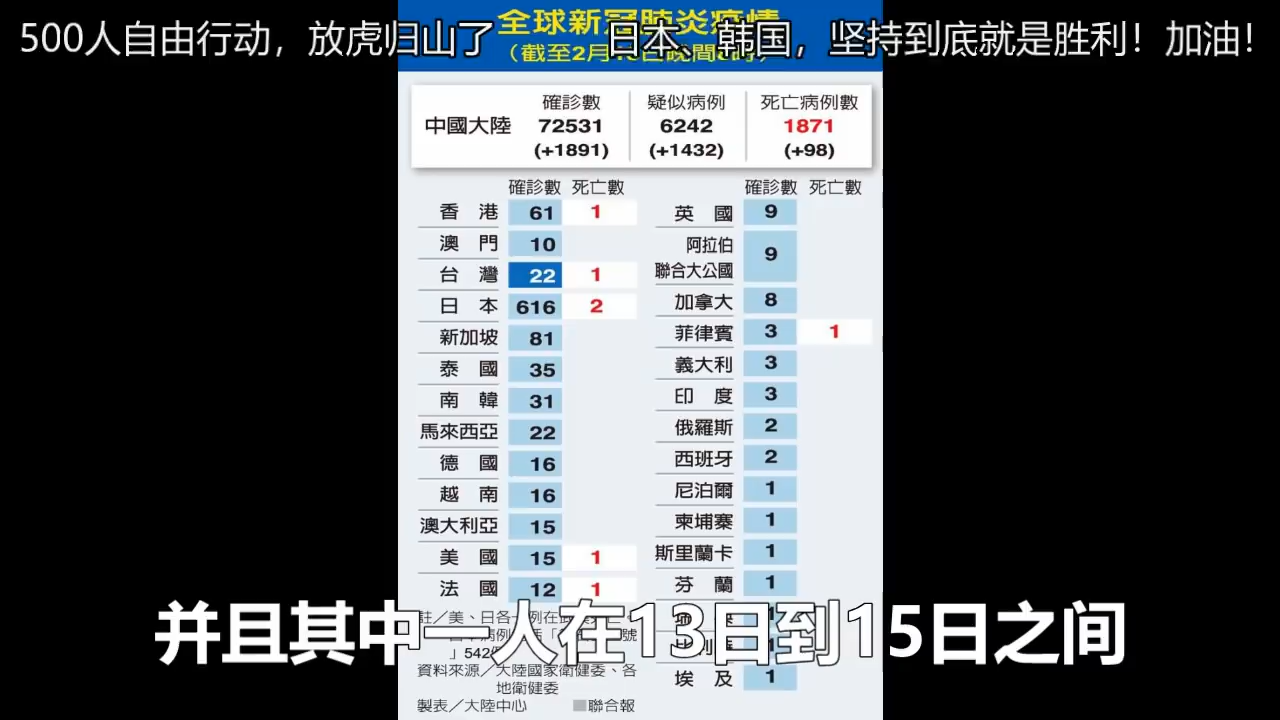 500人自由行动，放虎归山了
日本、韩国，坚持到底就是胜利！加油！
全球新冠肺炎疫情
確診數 疑似病例 死亡病例數
中國大陸 72531 6242 1871
(+1891) (+1432) (+98)
確診數 死亡數
香港 61 1
澳門 10
台灣 22 1
日本 616 2
新加坡 81
泰國 35
南韓 31
馬來西亞 22
德國 16
越南 16
澳大利亞 15
美國 15 1
法國 12 1
確診數 死亡數
英國 9
阿拉伯
聯合大公國 9
加拿大 8
菲律賓 3 1
義大利 3
印度 3
俄羅斯 2
西班牙 2
尼泊爾 1
柬埔寨 1
斯里蘭卡 1
芬蘭 1
埃及 1
并且其中一人在13日到15日之间
資料來源／大陸國家衛健委、各
地衛健委
製表／大陸中心 聯合報